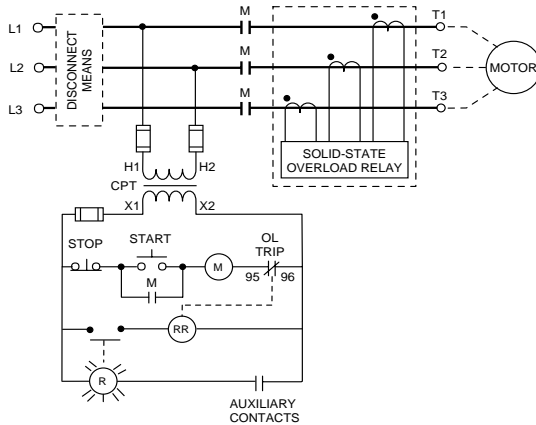 L1
L2
L3
DISCONNECT
MEANS
M
M
M
T1
T2
T3
MOTOR
SOLID-STATE
OVERLOAD RELAY
H1
H2
CPT
X1
X2
STOP
START
OL
TRIP
M
95
96
M
RR
R
AUXILIARY
CONTACTS